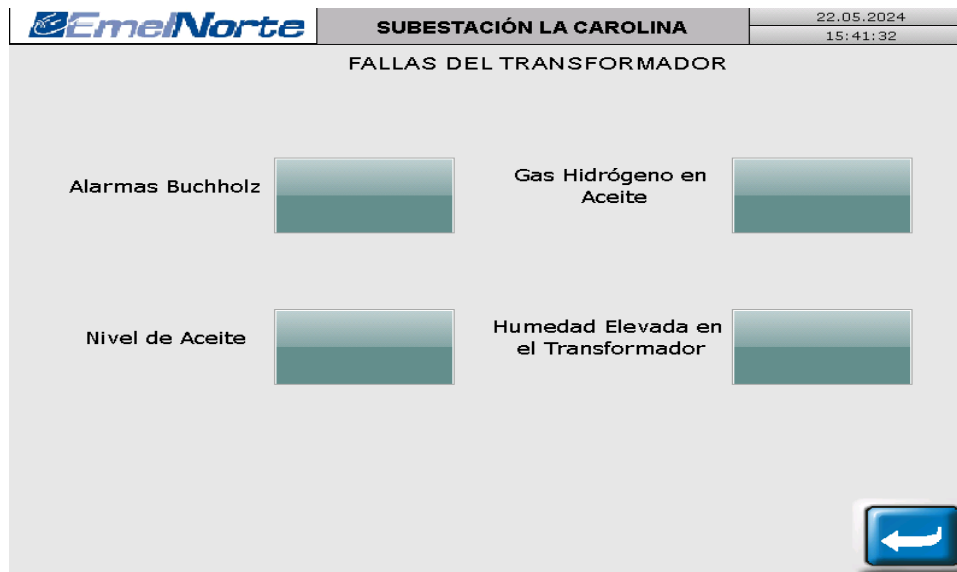 EmelNorte
SUBESTACIÓN LA CAROLINA
22.05.2024
15:41:32
FALLAS DEL TRANSFORMADOR
Alarmas Buchholz
Gas Hidrógeno en
Aceite
Nivel de Aceite
Humedad Elevada en
el Transformador